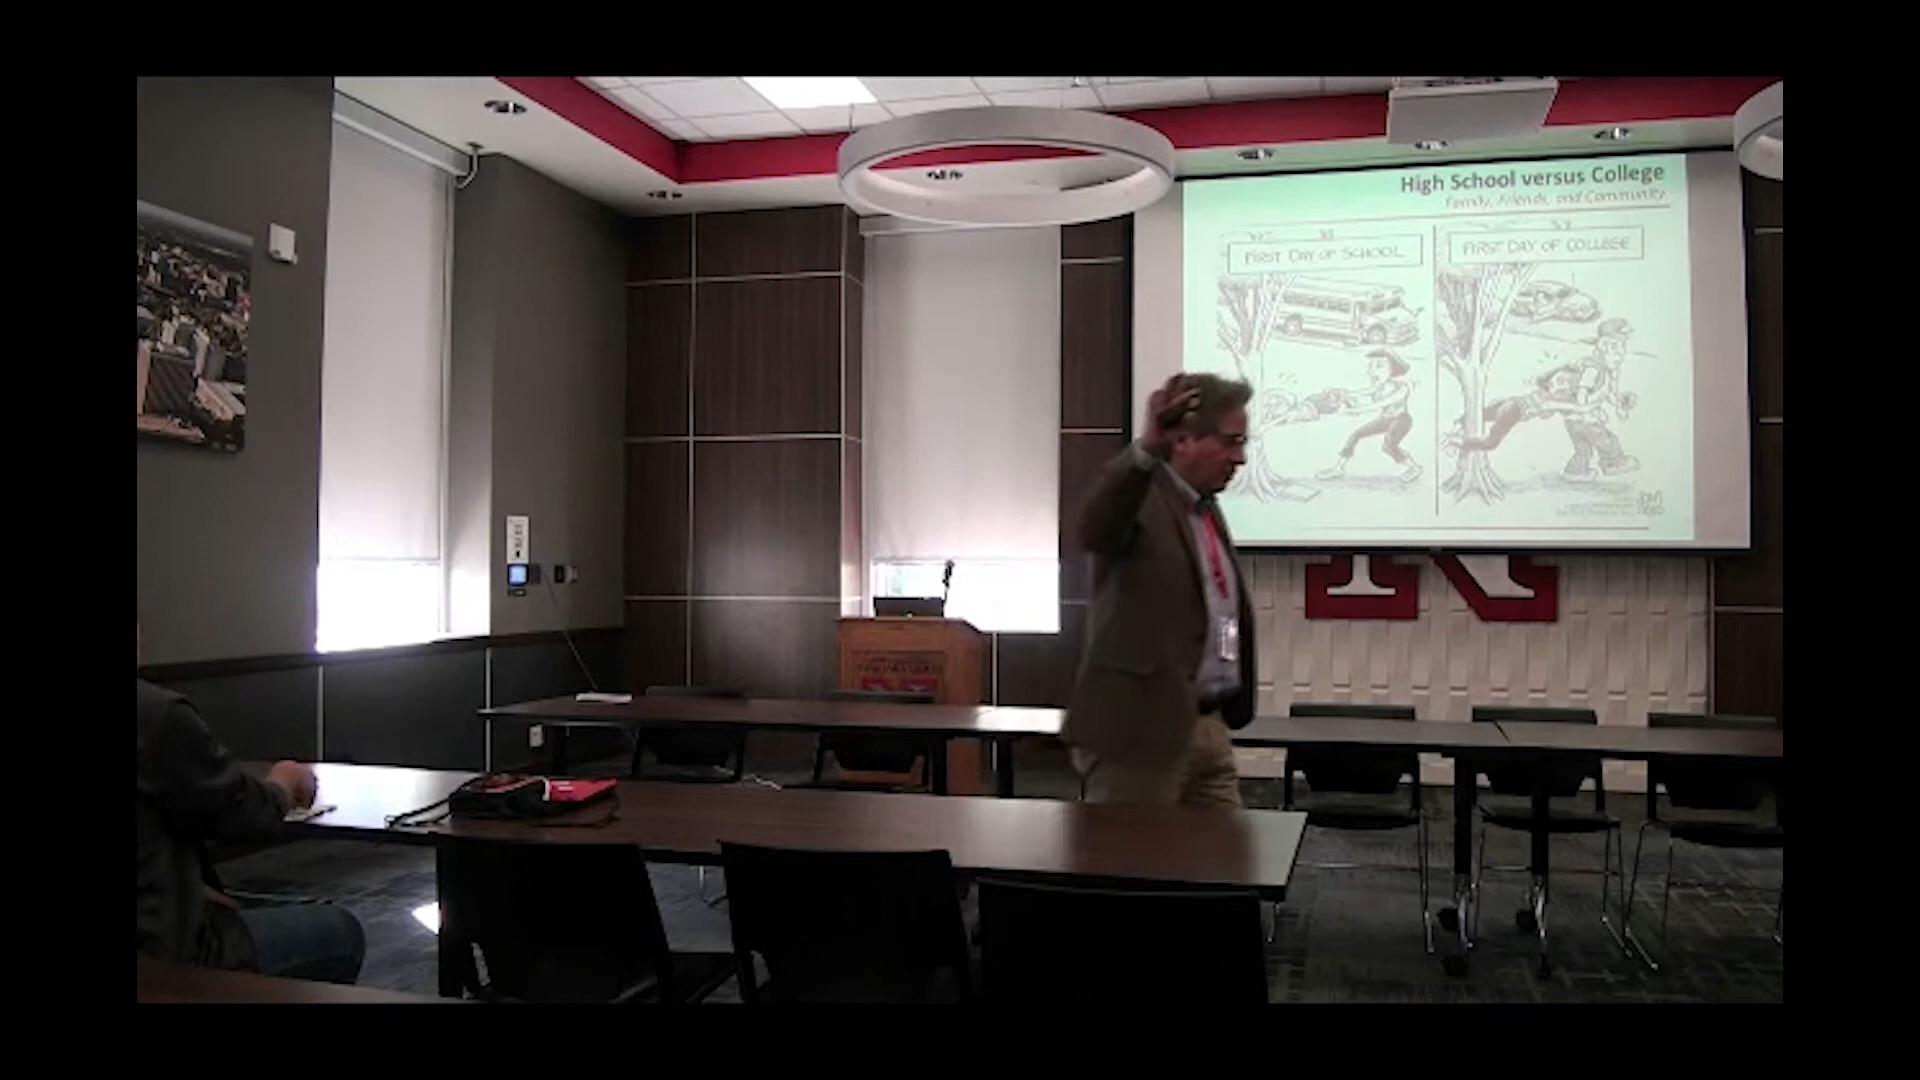 High School versus College
Family, Friends, and Community
FIRST DAY OF SCHOOL
FIRST DAY OF COLLEGE
N